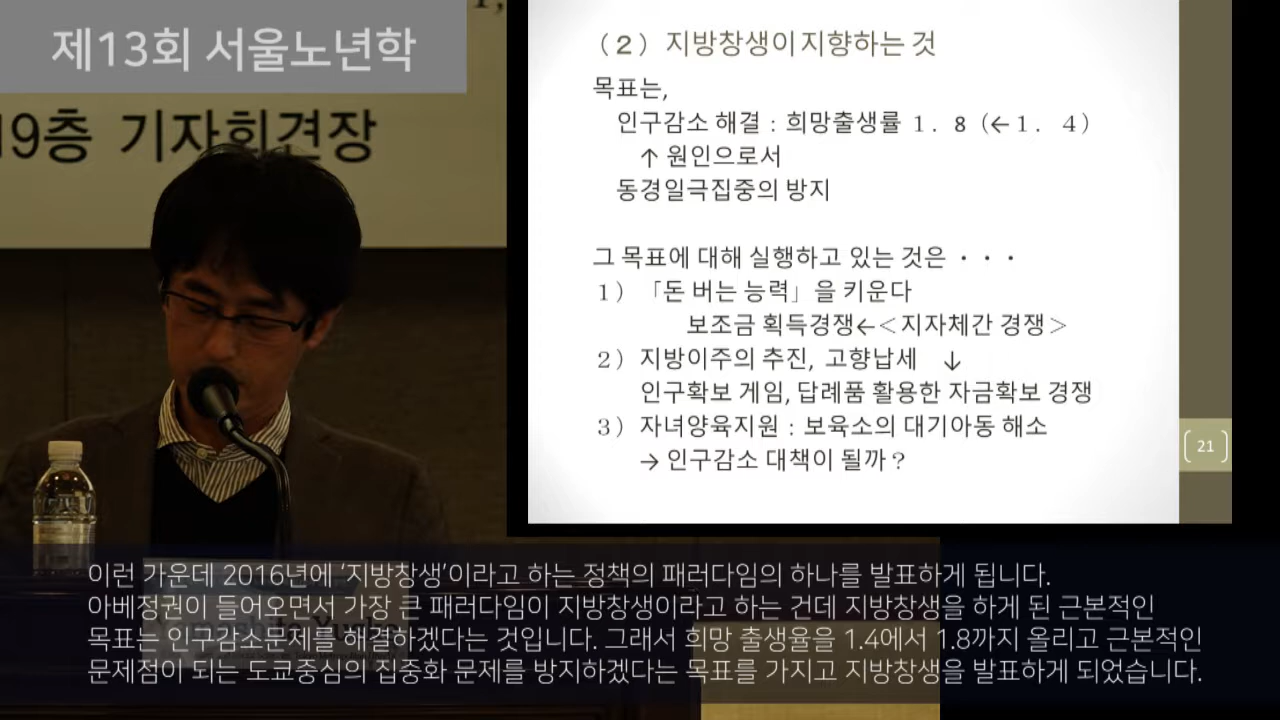 제13회 서울노년학
19층 기자회견장
(2) 지방창생이 지향하는 것
목표는,
인구감소 해결 : 희망출생률 1. 8 (←1. 4)
↑ 원인으로서
동경일극집중의 방지
그 목표에 대해 실행하고 있는 것은 · · ·
1) 「돈 버는 능력」을 키운다
보조금 획득경쟁←<지자체간 경쟁>
2) 지방이주의 추진, 고향납세 ↓
인구확보 게임, 답례품 활용한 자금확보 경쟁
3) 자녀양육지원 : 보육소의 대기아동 해소
→ 인구감소 대책이 될까?
21
이런 가운데 2016년에 ‘지방창생’이라고 하는 정책의 패러다임의 하나를 발표하게 됩니다.
아베정권이 들어오면서 가장 큰 패러다임이 지방창생이라고 하는 건데 지방창생을 하게 된 근본적인
목표는 인구감소문제를 해결하겠다는 것입니다. 그래서 희망 출생율을 1.4에서 1.8까지 올리고 근본적인
문제점이 되는 도쿄중심의 집중화 문제를 방지하겠다는 목표를 가지고 지방창생을 발표하게 되었습니다.